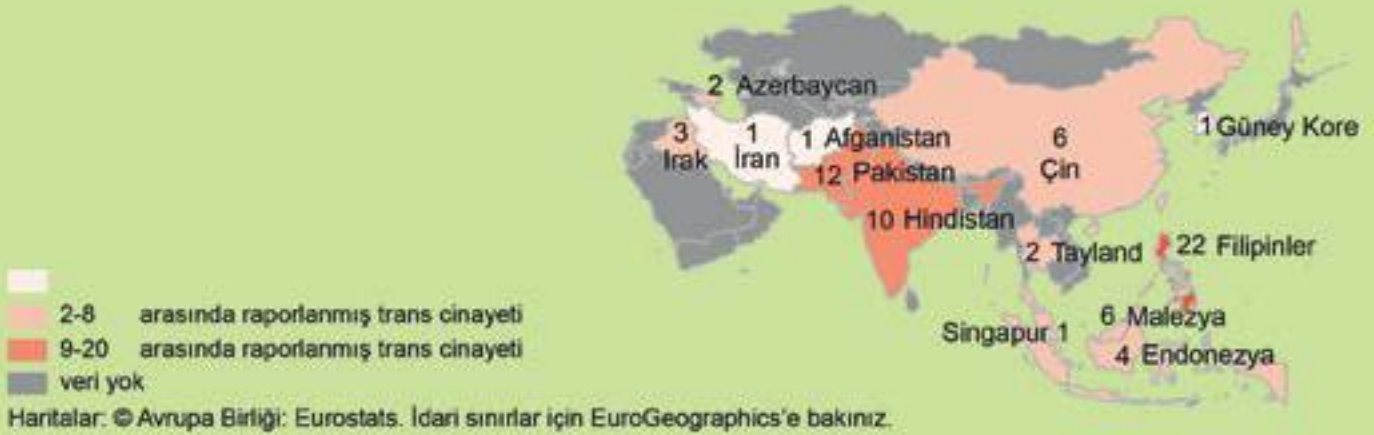 2 Azerbaycan
1 Güney Kore
3
Irak
1
İran
1 Afganistan
6
Çin
12 Pakistan
10 Hindistan
2 Tayland
22 Filipinler
6 Malezya
Singapur 1
4 Endonezya
2-8 arasında raporlanmış trans cinayeti
9-20 arasında raporlanmış trans cinayeti
veri yok
Haritalar: © Avrupa Birliği: Eurostats. İdari sınırlar için EuroGeographics'e bakınız.